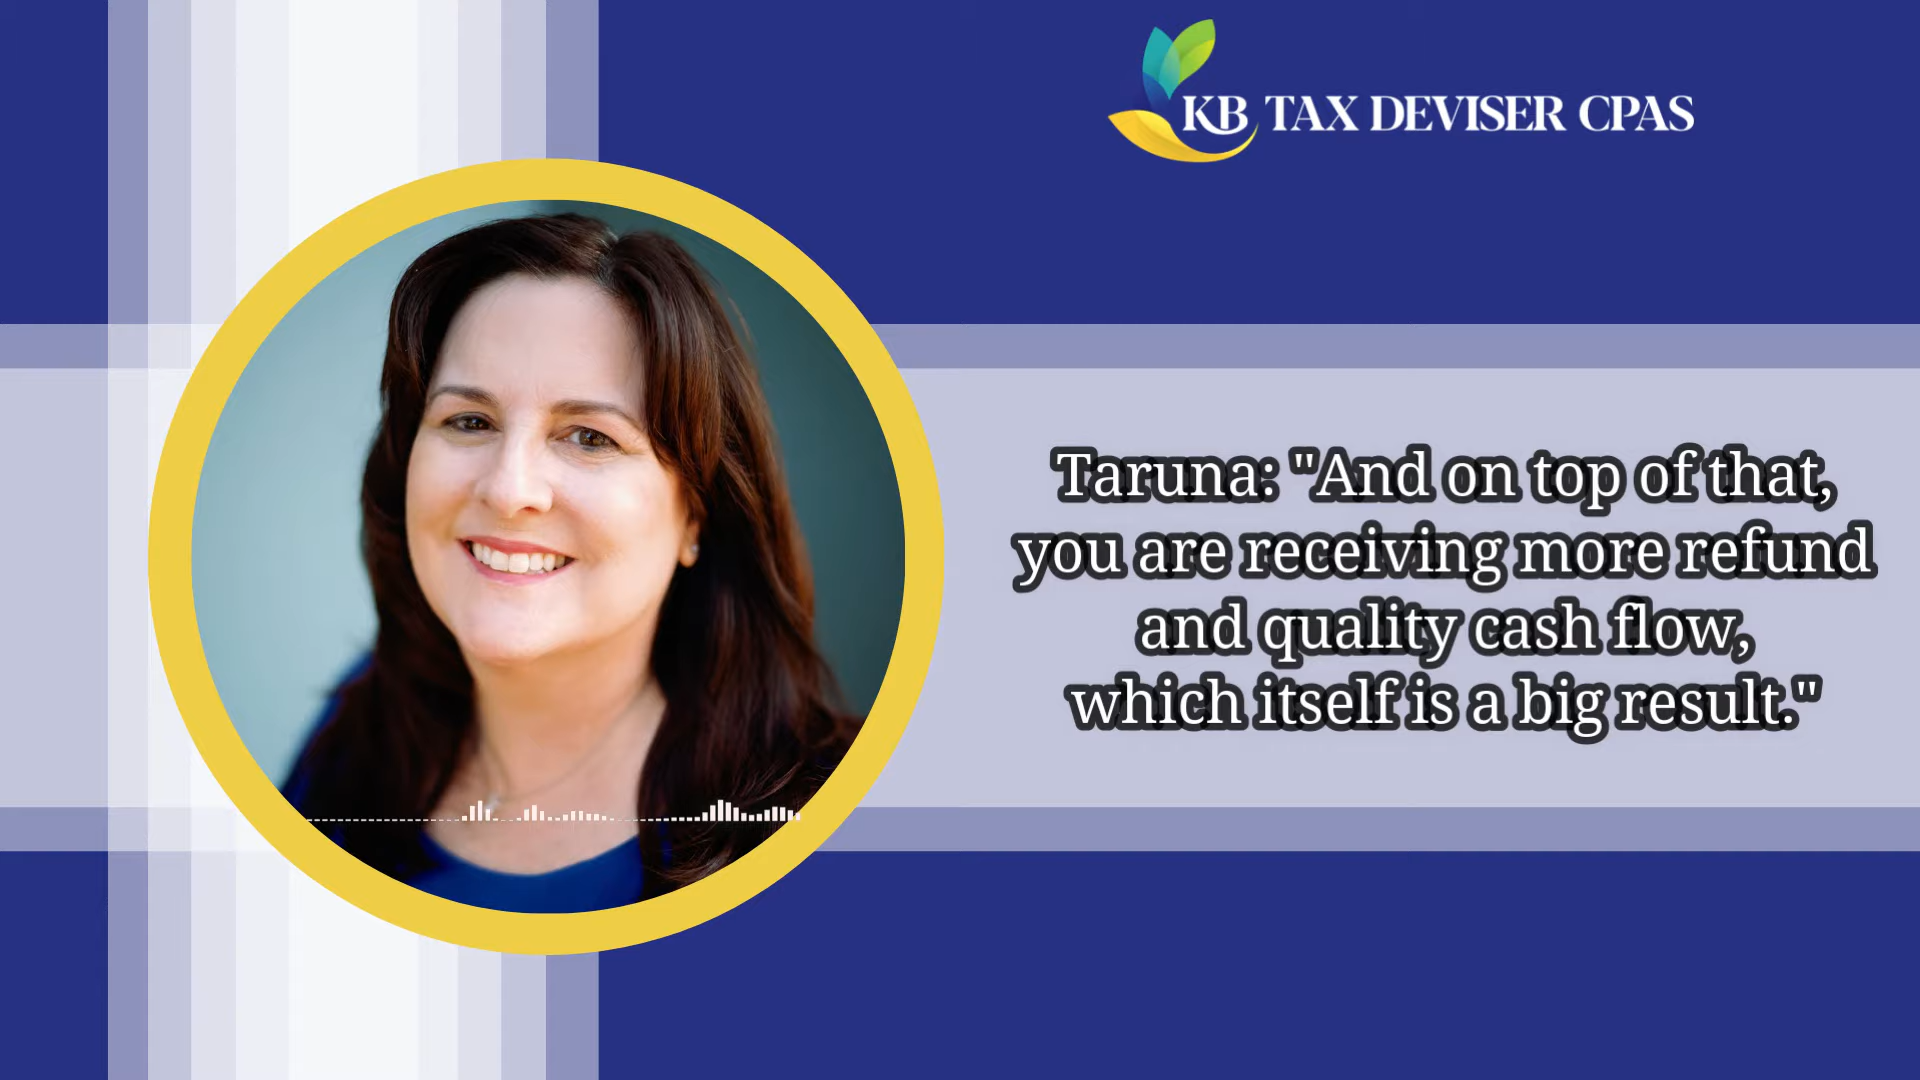 KB TAX DEVISER CPAS
Taruna: "And on top of that,
you are receiving more refund
and quality cash flow,
which itself is a big result."